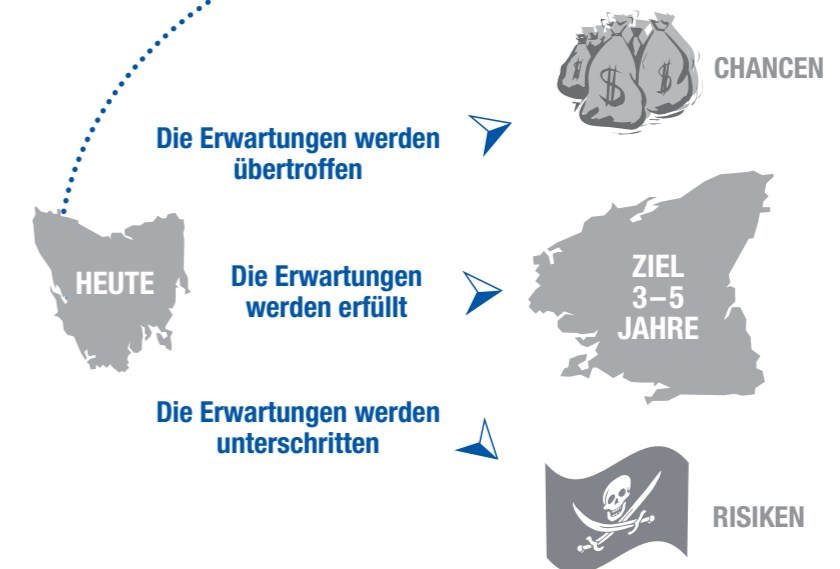 CHANCEN
Die Erwartungen werden
übertroffen
HEUTE
Die Erwartungen
werden erfüllt
ZIEL
3–5
JAHRE
Die Erwartungen werden
unterschritten
RISIKEN